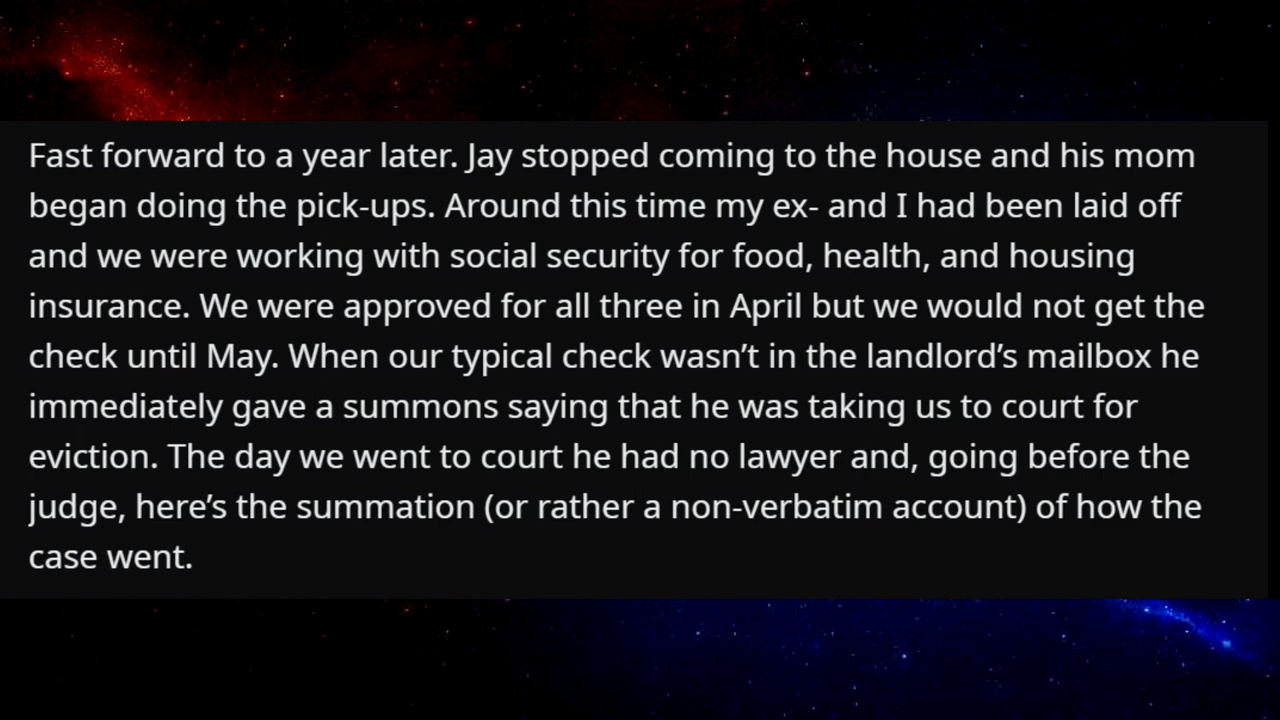 Fast forward to a year later. Jay stopped coming to the house and his mom
began doing the pick-ups. Around this time my ex- and I had been laid off
and we were working with social security for food, health, and housing
insurance. We were approved for all three in April but we would not get the
check until May. When our typical check wasn’t in the landlord’s mailbox he
immediately gave a summons saying that he was taking us to court for
eviction. The day we went to court he had no lawyer and, going before the
judge, here’s the summation (or rather a non-verbatim account) of how the
case went.